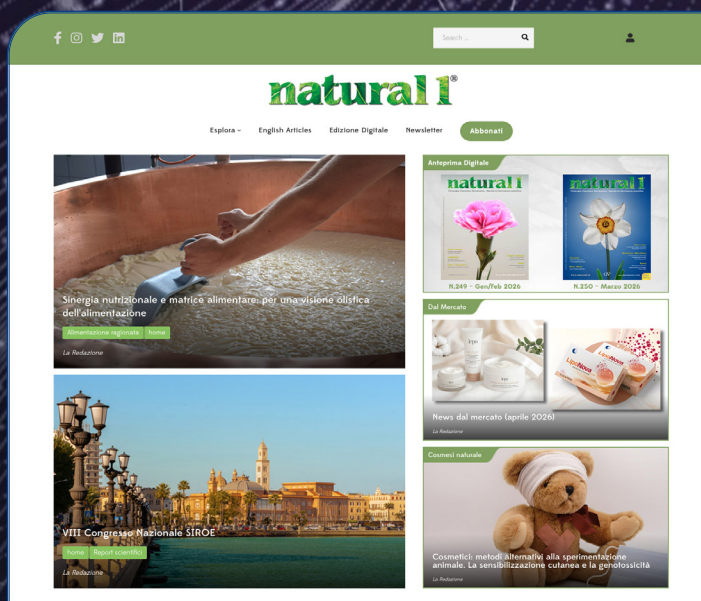 Search ...
natural 1®
Esplora
English Articles
Edizione Digitale
Newsletter
Abbonati
Sinergia nutrizionale e matrice alimentare: per una visione olistica
dell'alimentazione
Alimentazione ragionata
home
La Redazione
VIII Congresso Nazionale SIROE
home
Report scientifici
La Redazione
Anteprima Digitale
natural 1
natural 1
N.249 – Gen/Feb 2026
N.250 – Marzo 2026
Dal Mercato
LipoNova
LipoNova
News dal mercato (aprile 2026)
La Redazione
Cosmesi naturale
Cosmetici: metodi alternativi alla sperimentazione
animale. La sensibilizzazione cutanea e la genotossicità
La Redazione